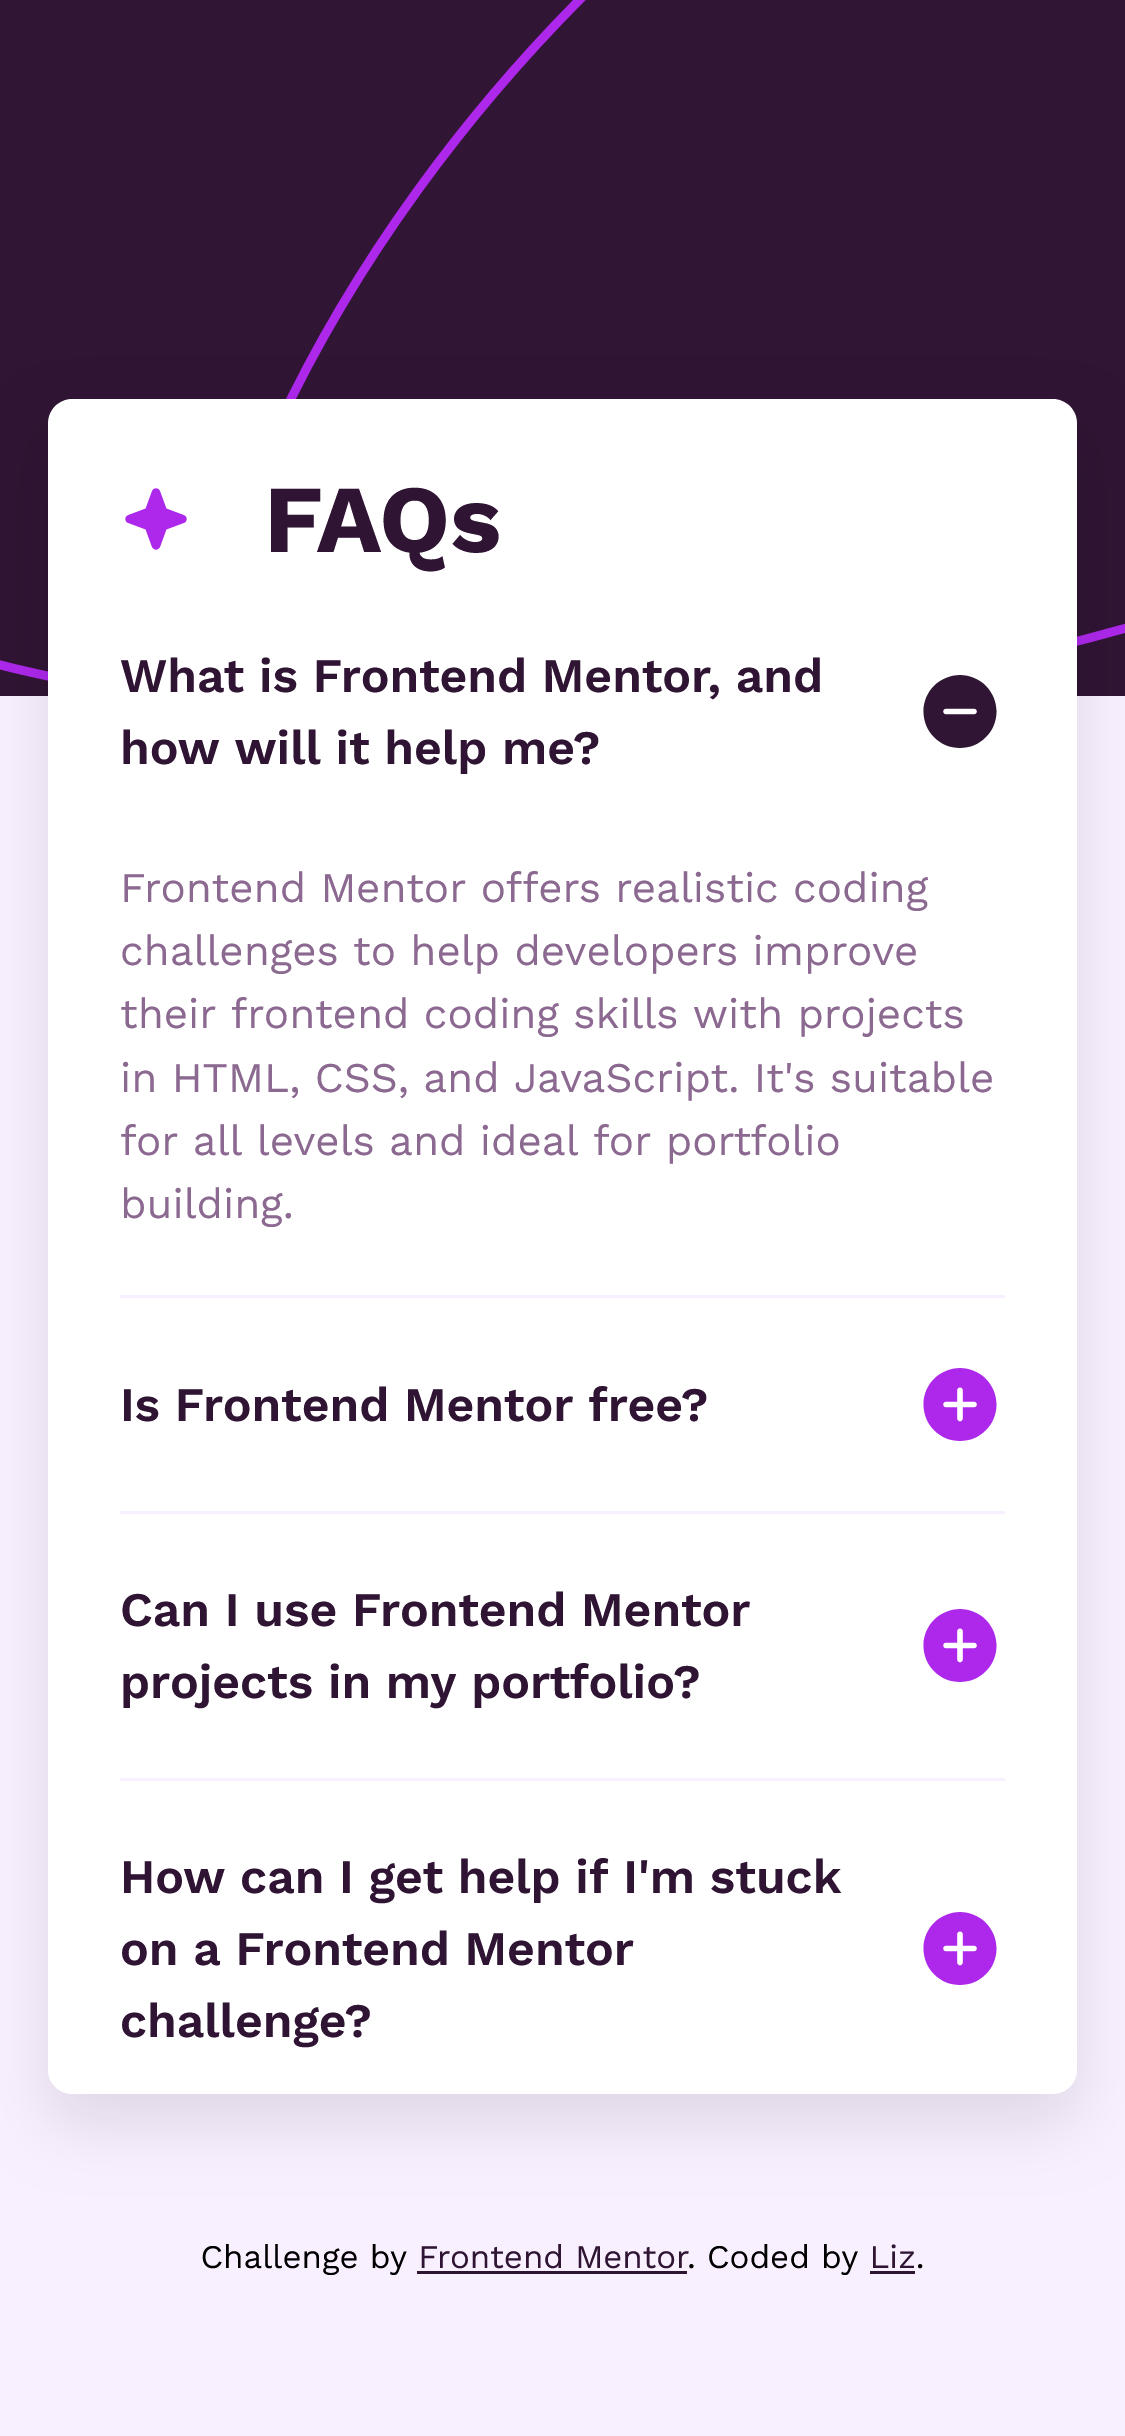 FAQs
What is Frontend Mentor, and
how will it help me?
Frontend Mentor offers realistic coding
challenges to help developers improve
their frontend coding skills with projects
in HTML, CSS, and JavaScript. It's suitable
for all levels and ideal for portfolio
building.
Is Frontend Mentor free?
Can I use Frontend Mentor
projects in my portfolio?
How can I get help if I'm stuck
on a Frontend Mentor
challenge?
Challenge by Frontend Mentor. Coded by Liz.